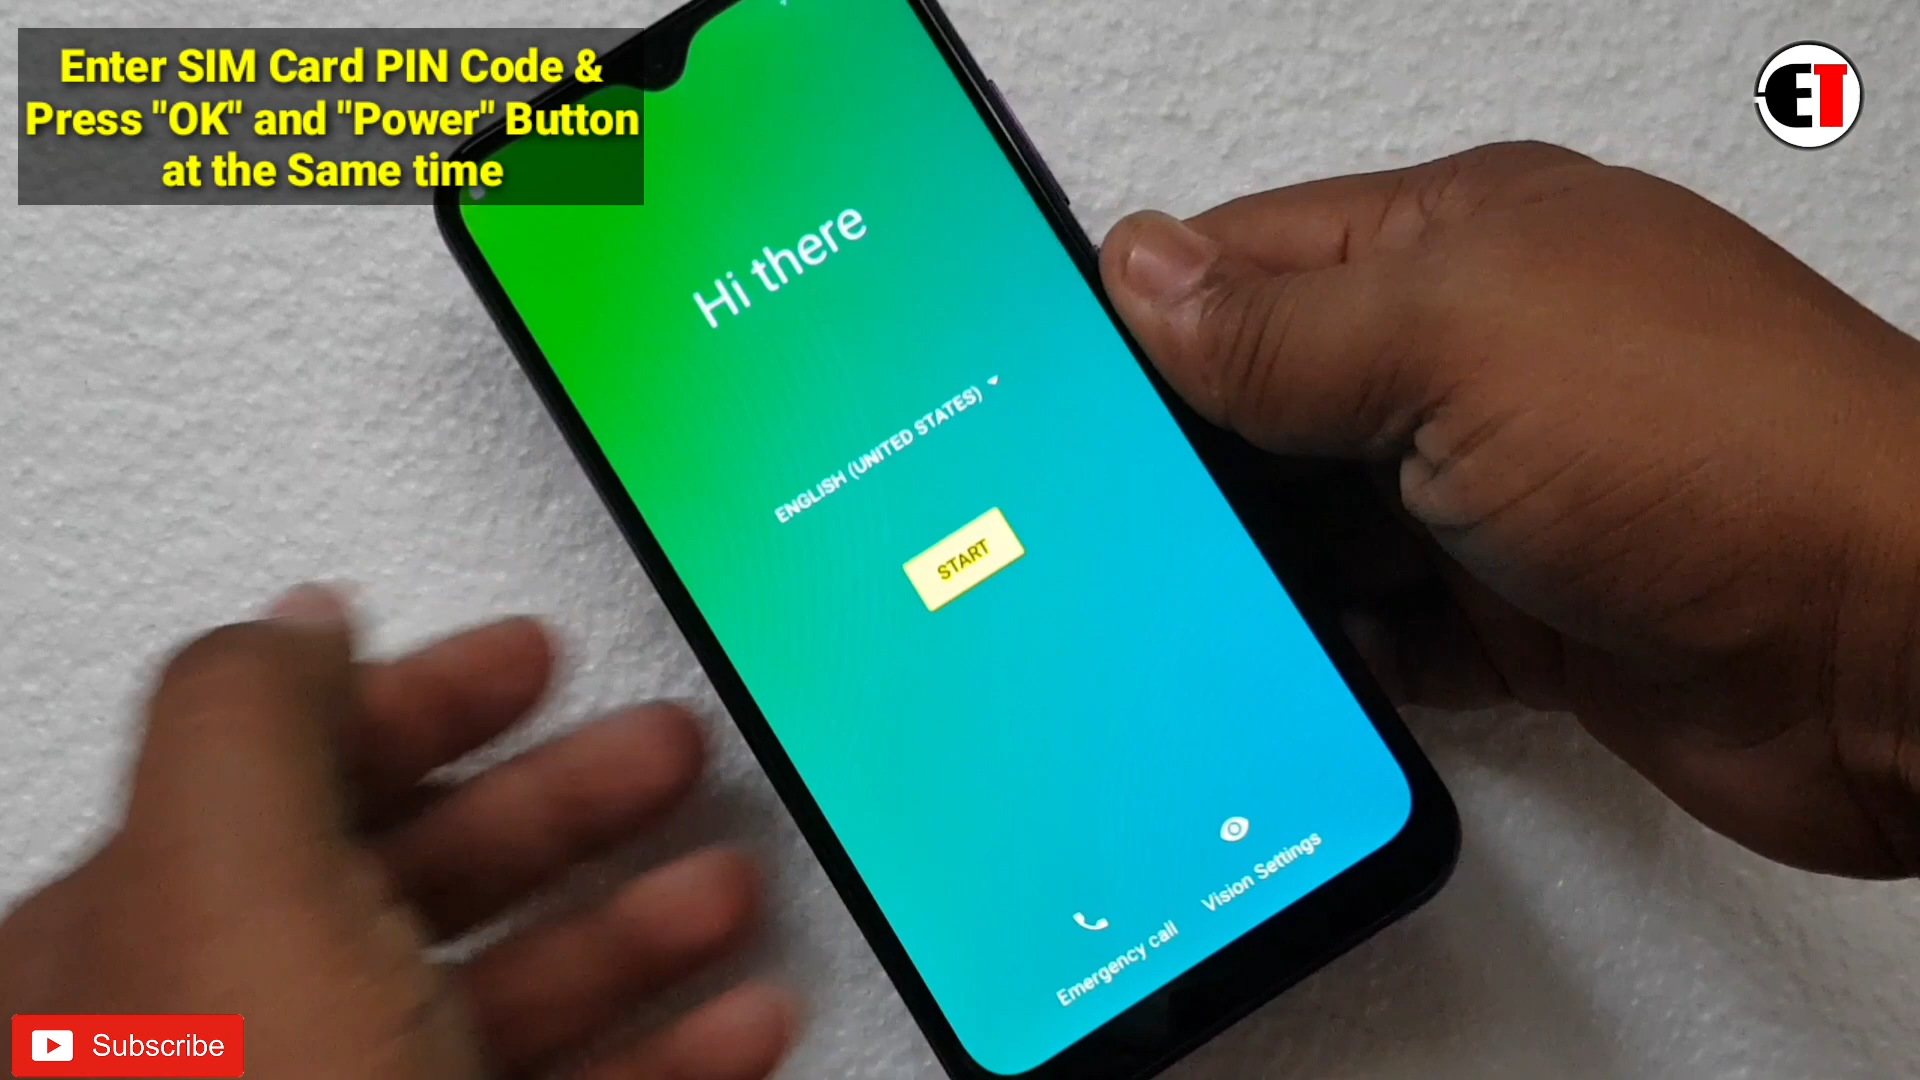 Enter SIM Card PIN Code &
Press "OK" and "Power" Button
at the Same time
ET
Hi there
ENGLISH (UNITED STATES)
START
Vision Settings
Emergency call
Subscribe